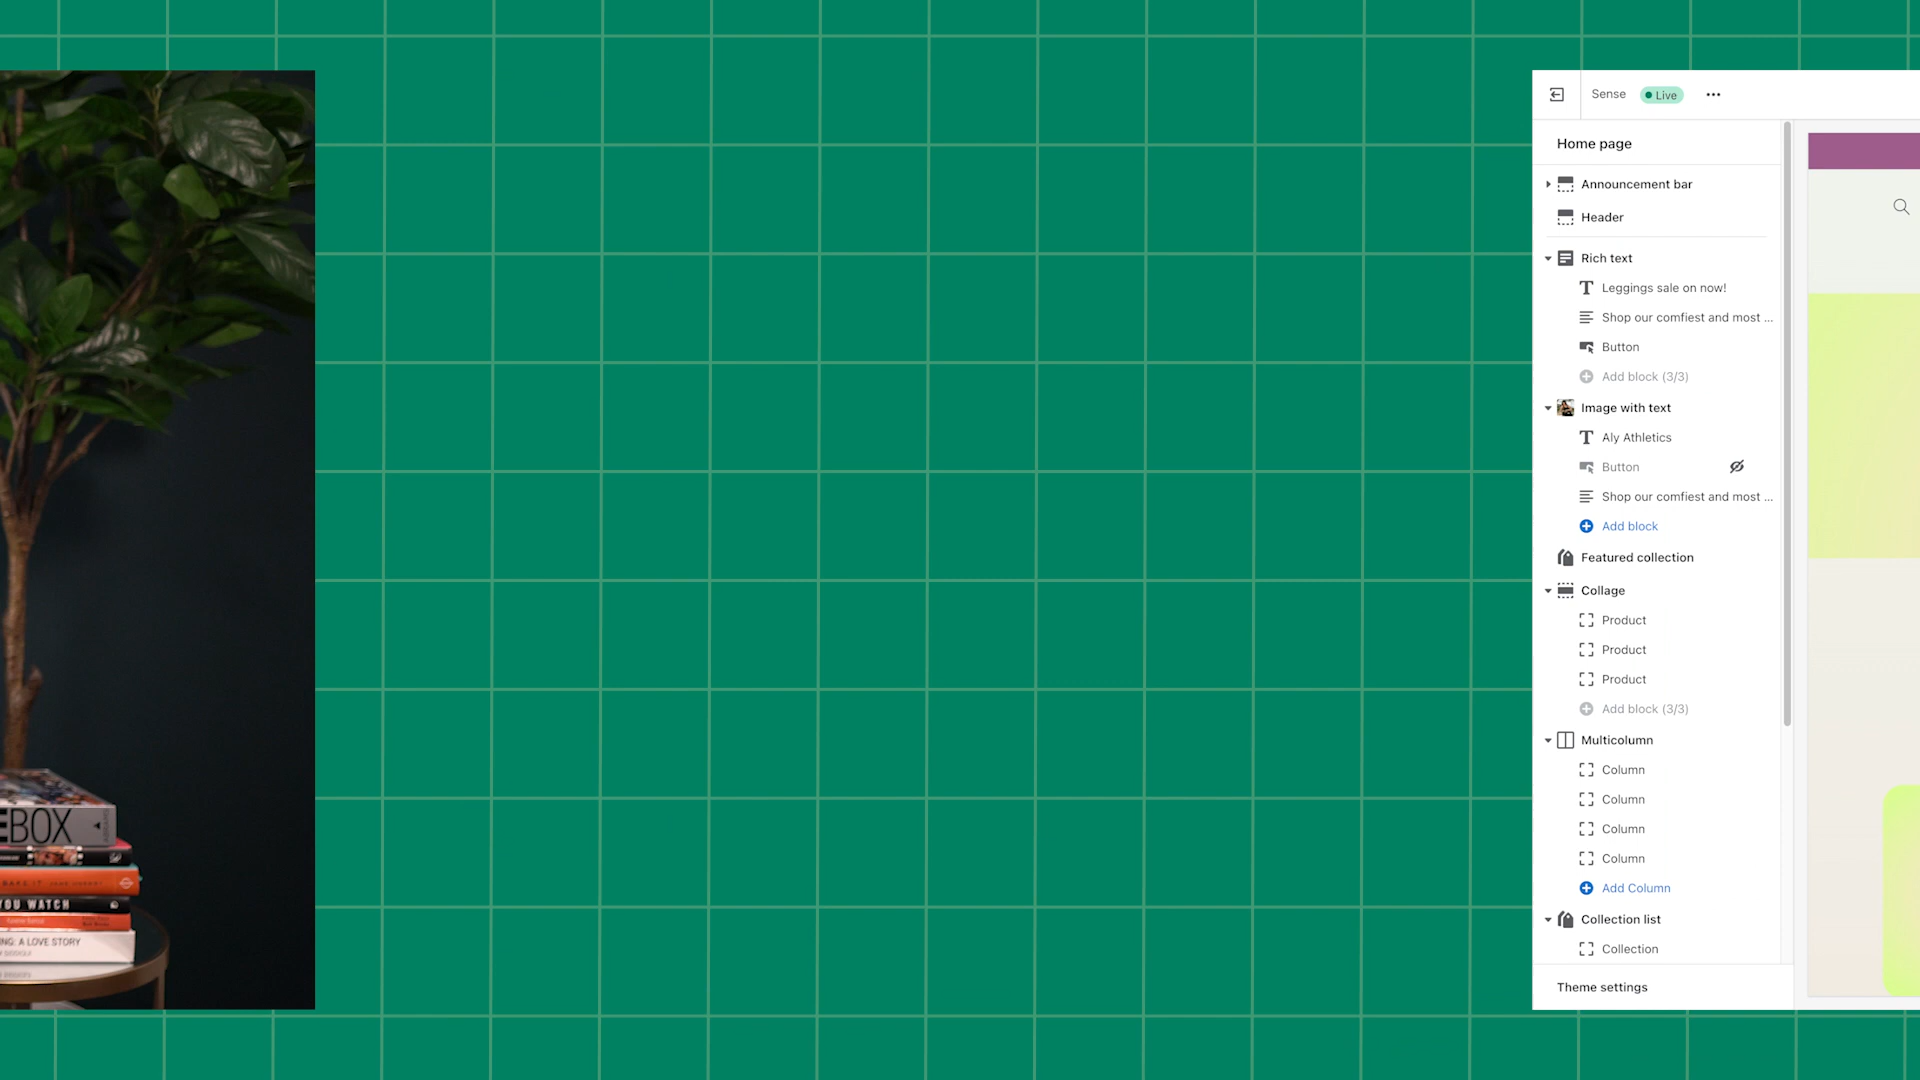 BOX
BAKE IT
YOU WATCH
NG: A LOVE STORY
Sense
Live
Home page
Announcement bar
Header
Rich text
Leggings sale on now!
Shop our comfiest and most ...
Button
Add block (3/3)
Image with text
Aly Athletics
Button
Shop our comfiest and most ...
Add block
Featured collection
Collage
Product
Product
Product
Add block (3/3)
Multicolumn
Column
Column
Column
Column
Add Column
Collection list
Collection
Theme settings